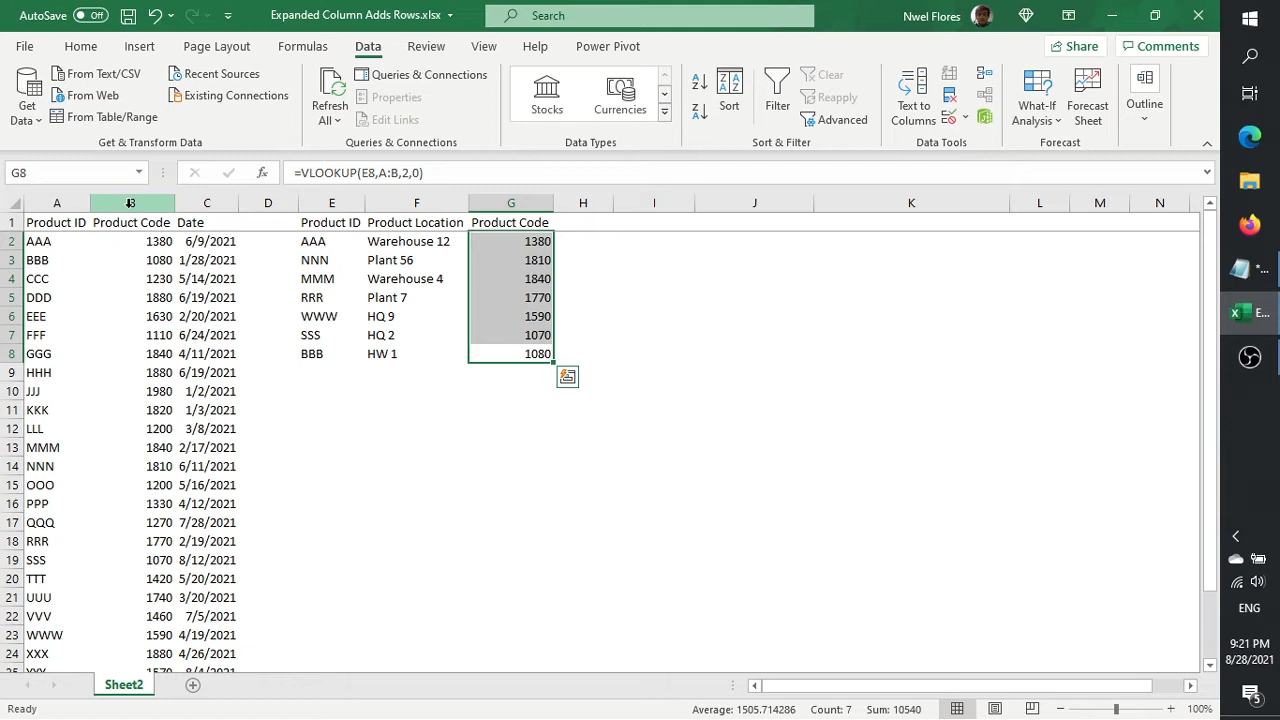 AutoSave Off Expanded Column Adds Rows.xlsx Search Nwel Flores
File Home Insert Page Layout Formulas Data Review View Help Power Pivot Share Comments
Get Data From Text/CSV Recent Sources Refresh All Queries & Connections Stocks Currencies Sort Filter Clear Text to Columns What-If Analysis Forecast Sheet Outline
From Web Existing Connections Properties Reapply
From Table/Range Edit Links Advanced
Get & Transform Data Queries & Connections Data Types Sort & Filter Data Tools Forecast
G8 fx =VLOOKUP(E8,A:B,2,0)
A B C D E F G H I J K L M N
1 Product ID Product Code Date Product ID Product Location Product Code
2 AAA 1380 6/9/2021 AAA Warehouse 12 1380
3 BBB 1080 1/28/2021 NNN Plant 56 1810
4 CCC 1230 5/14/2021 MMM Warehouse 4 1840
5 DDD 1880 6/19/2021 RRR Plant 7 1770
6 EEE 1630 2/20/2021 WWW HQ 9 1590
7 FFF 1110 6/24/2021 SSS HQ 2 1070
8 GGG 1840 4/11/2021 BBB HW 1 1080
9 HHH 1880 6/19/2021
10 JJJ 1980 1/2/2021
11 KKK 1820 1/3/2021
12 LLL 1200 3/8/2021
13 MMM 1840 2/17/2021
14 NNN 1810 6/11/2021
15 OOO 1200 5/16/2021
16 PPP 1330 4/12/2021
17 QQQ 1270 7/28/2021
18 RRR 1770 2/19/2021
19 SSS 1070 8/12/2021
20 TTT 1420 5/20/2021
21 UUU 1740 3/20/2021
22 VVV 1460 7/5/2021
23 WWW 1590 4/19/2021
24 XXX 1880 4/26/2021
25 YYY 1570 8/4/2021
Sheet2
Ready Average: 1505.714286 Count: 7 Sum: 10540 100%
*...
E...
ENG
9:21 PM
8/28/2021
5